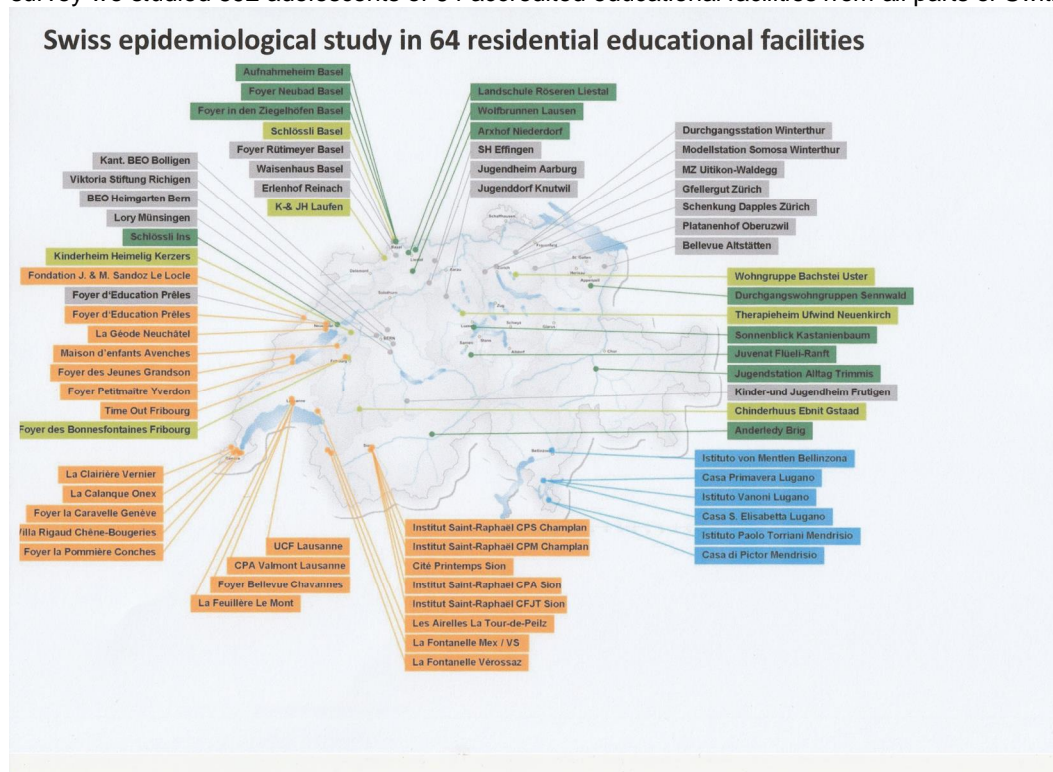 Swiss epidemiological study in 64 residential educational facilities
Aufnahmeheim Basel
Foyer Neubad Basel
Foyer in den Ziegelhöfen Basel
Schlössli Basel
Foyer Rütimeyer Basel
Waisenhaus Basel
Erlenhof Reinach
K-& JH Laufen
Landschule Röseren Liestal
Wolfbrunnen Lausen
Arxhof Niederdorf
SH Effingen
Jugendheim Aarburg
Jugenddorf Knutwil
Durchgangsstation Winterthur
Modellstation Somosa Winterthur
MZ Uitikon-Waldegg
Gfellergut Zürich
Schenkung Dapples Zürich
Platanenhof Oberuzwil
Bellevue Altstätten
Kant. BEO Bolligen
Viktoria Stiftung Richigen
BEO Heimgarten Bern
Lory Münsingen
Schlössli Ins
Kinderheim Heimelig Kerzers
Fondation J. & M. Sandoz Le Locle
Foyer d'Education Prêles
Foyer d'Education Prêles
La Géode Neuchâtel
Maison d'enfants Avenches
Foyer des Jeunes Grandson
Foyer Petitmaître Yverdon
Time Out Fribourg
Foyer des Bonnesfontaines Fribourg
Wohngruppe Bachstei Uster
Durchgangswohngruppen Sennwald
Therapieheim Ufwind Neuenkirch
Sonnenblick Kastanienbaum
Juvenat Flüeli-Ranft
Jugendstation Alltag Trimmis
Kinder-und Jugendheim Frutigen
Chinderhuus Ebnit Gstaad
Anderledy Brig
La Clairière Vernier
La Calanque Onex
Foyer la Caravelle Genève
Villa Rigaud Chêne-Bougeries
Foyer la Pommière Conches
UCF Lausanne
CPA Valmont Lausanne
Foyer Bellevue Chavannes
La Feuillère Le Mont
Institut Saint-Raphaël CPS Champlan
Institut Saint-Raphaël CPM Champlan
Cité Printemps Sion
Institut Saint-Raphaël CPA Sion
Institut Saint-Raphaël CFJT Sion
Les Airelles La Tour-de-Peilz
La Fontanelle Mex / VS
La Fontanelle Vérossaz
Istituto von Mentlen Bellinzona
Casa Primavera Lugano
Istituto Vanoni Lugano
Casa S. Elisabetta Lugano
Istituto Paolo Torriani Mendrisio
Casa di Pictor Mendrisio